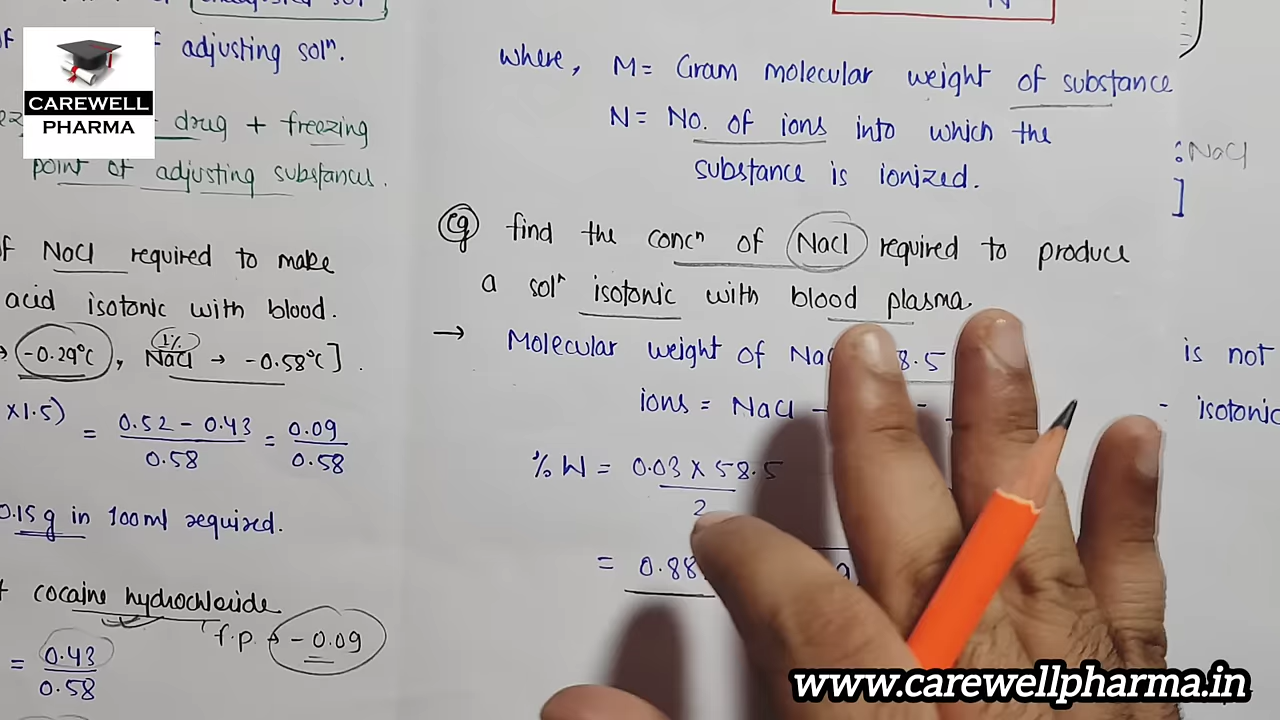 of adjusting solⁿ.
CAREWELL
PHARMA
drug + freezing
point of adjusting substances.
of NaCl required to make
acid isotonic with blood.
-0.29°C, 1% NaCl → -0.58°C].
×1.5) = 0.52 - 0.43 / 0.58 = 0.09 / 0.58
0.15 g in 100ml required.
cocaine hydrochloride
f.p. → -0.09
= 0.43 / 0.58
N
where, M = Gram molecular weight of substance
N = No. of ions into which the
substance is ionized.
eg find the concⁿ of NaCl required to produce
a solⁿ isotonic with blood plasma.
→ Molecular weight of Na 8.5
ions = NaCl -
% W = 0.03 × 58.5 / 2
= 0.88
: NaCl
]
is not
- isotonic
www.carewellpharma.in